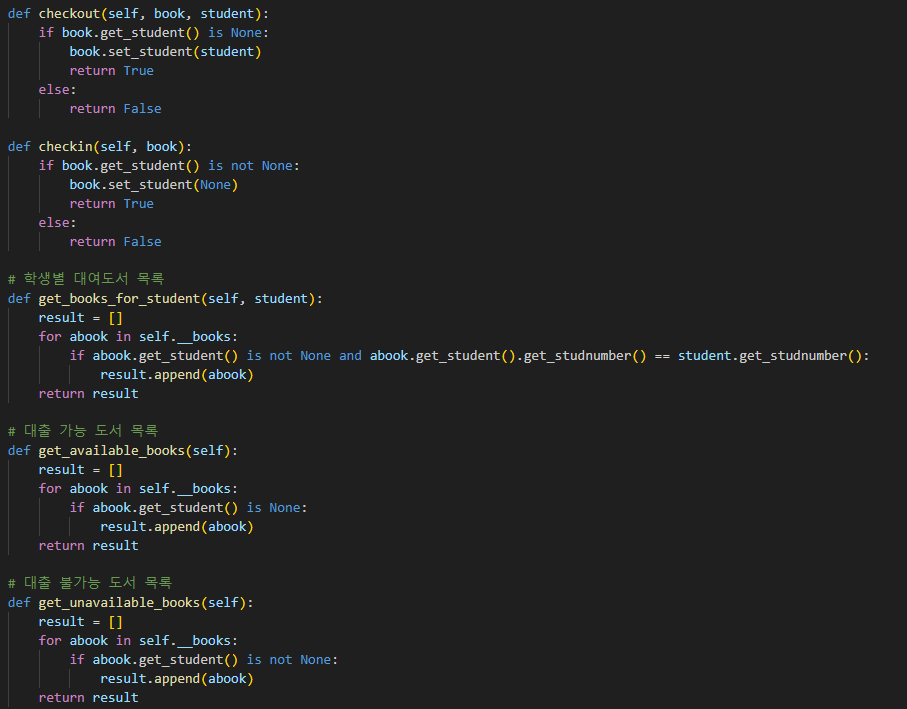 def checkout(self, book, student):
    if book.get_student() is None:
        book.set_student(student)
        return True
    else:
        return False

def checkin(self, book):
    if book.get_student() is not None:
        book.set_student(None)
        return True
    else:
        return False

# 학생별 대여도서 목록
def get_books_for_student(self, student):
    result = []
    for abook in self.__books:
        if abook.get_student() is not None and abook.get_student().get_studnumber() == student.get_studnumber():
            result.append(abook)
    return result

# 대출 가능 도서 목록
def get_available_books(self):
    result = []
    for abook in self.__books:
        if abook.get_student() is None:
            result.append(abook)
    return result

# 대출 불가능 도서 목록
def get_unavailable_books(self):
    result = []
    for abook in self.__books:
        if abook.get_student() is not None:
            result.append(abook)
    return result